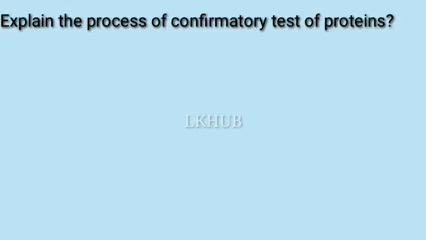 Explain the process of confirmatory test of proteins?
LKHUB